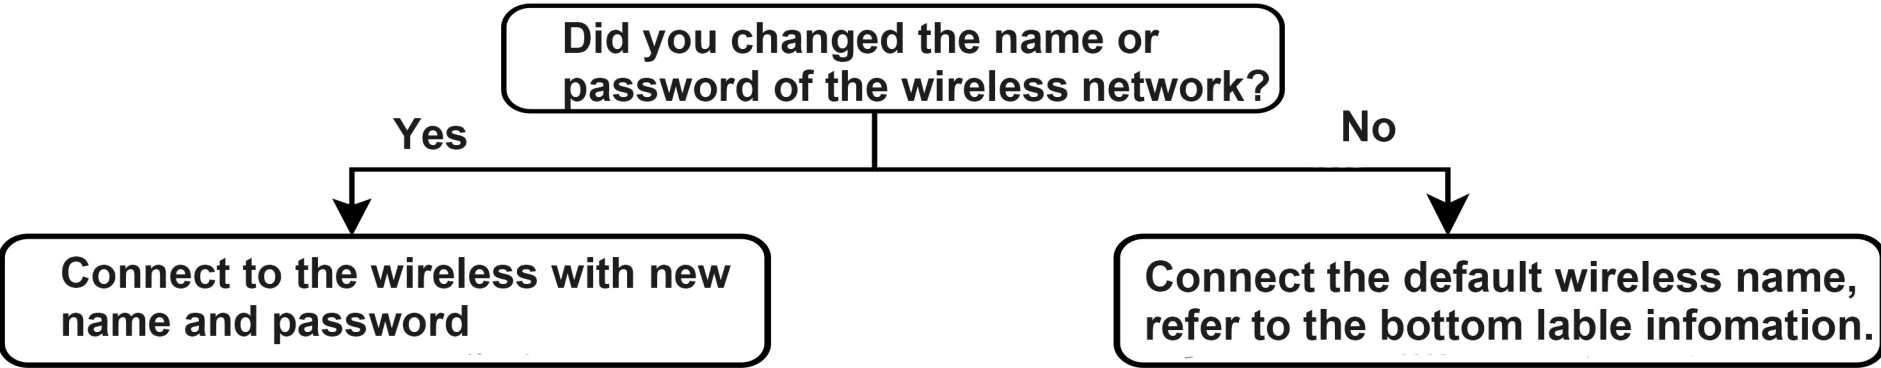 Did you changed the name or
password of the wireless network?
Yes
No
Connect to the wireless with new
name and password
Connect the default wireless name,
refer to the bottom lable infomation.